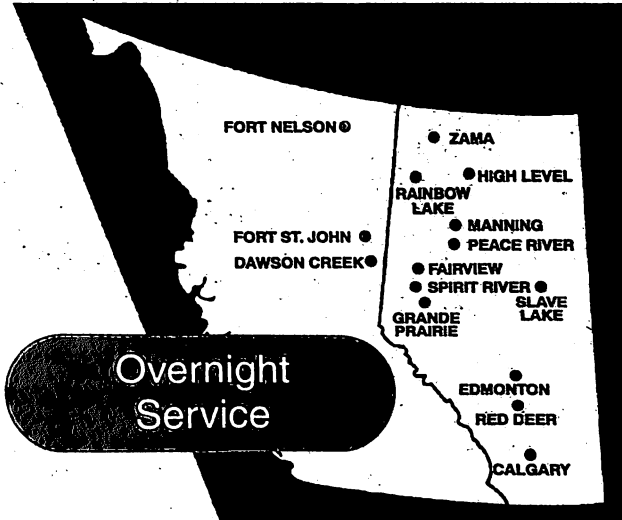 FORT NELSON
ZAMA
HIGH LEVEL
RAINBOW
LAKE
MANNING
FORT ST. JOHN
PEACE RIVER
DAWSON CREEK
FAIRVIEW
SPIRIT RIVER
SLAVE
LAKE
GRANDE
PRAIRIE
Overnight
Service
EDMONTON
RED DEER
CALGARY